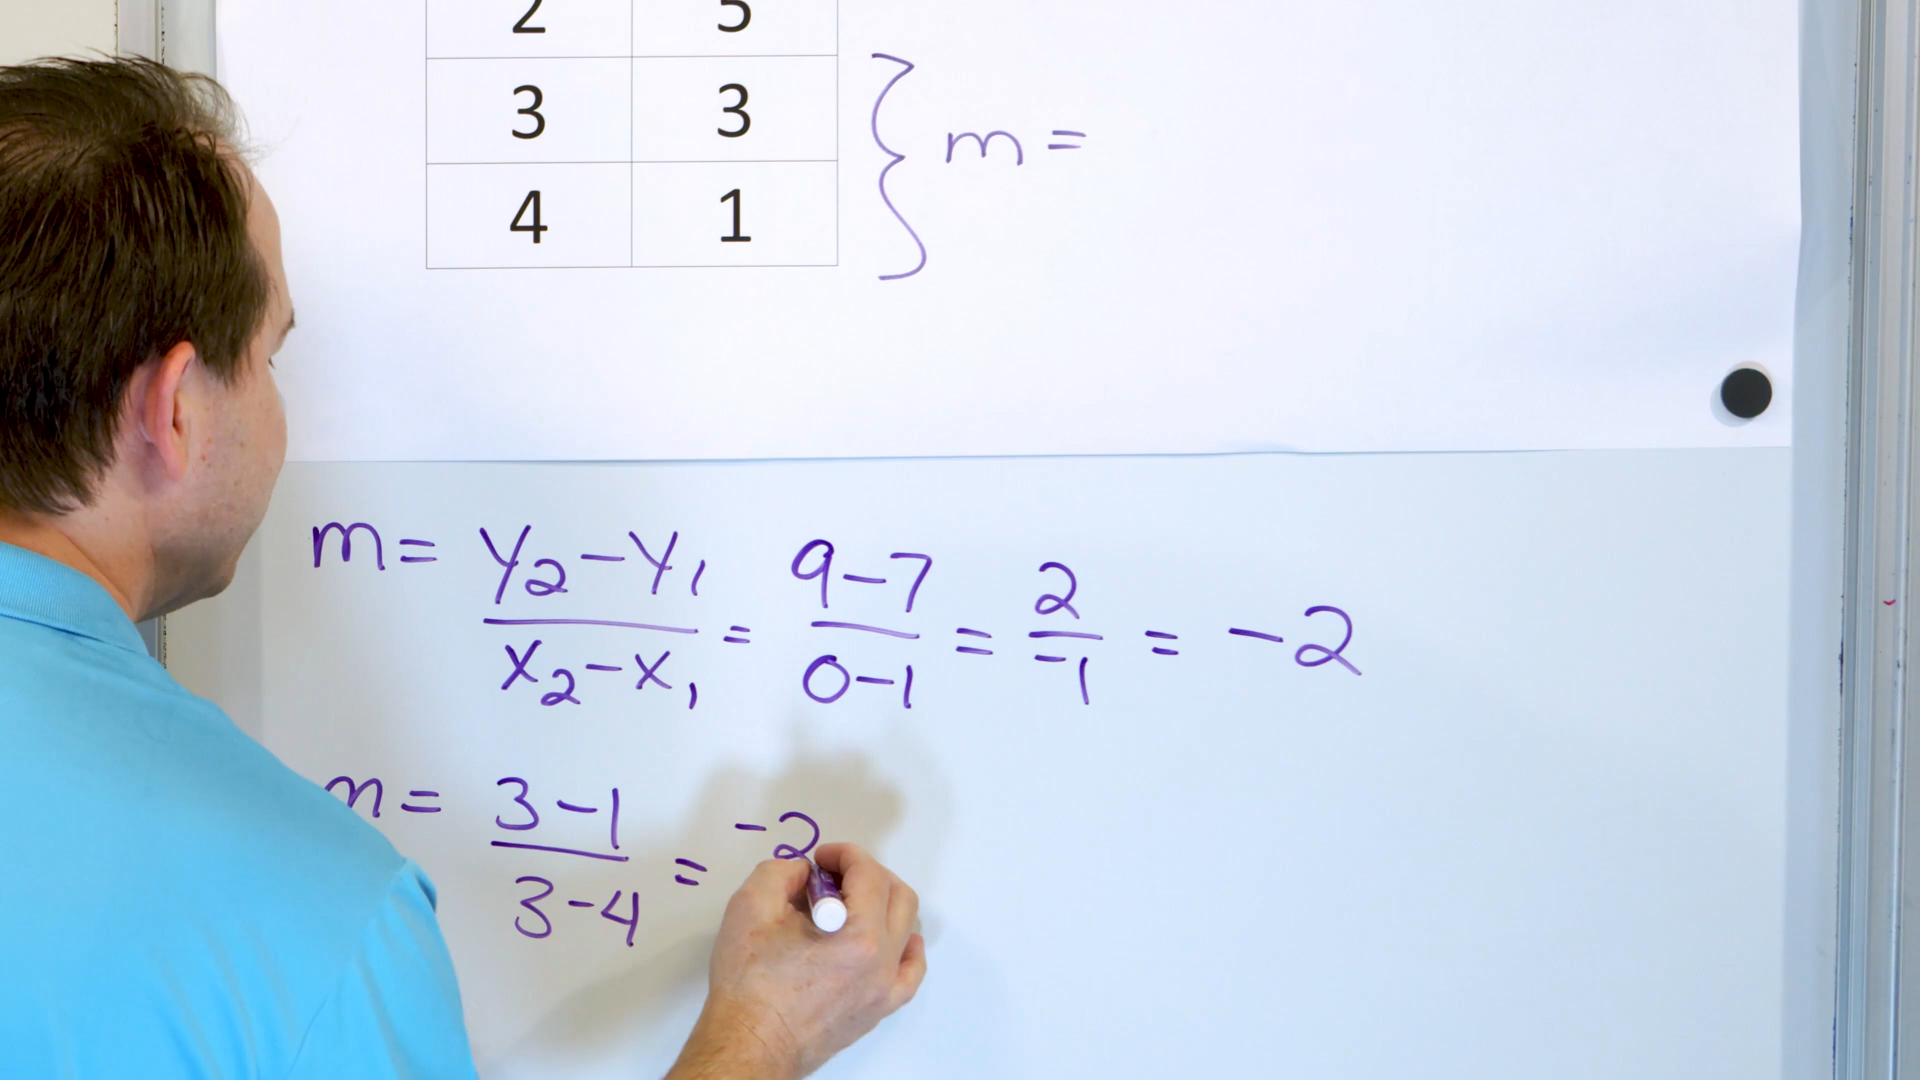 2 5
3 3
4 1
m =
m = y₂ - y₁ / x₂ - x₁ = 9 - 7 / 0 - 1 = 2 / -1 = -2
m = 3 - 1 / 3 - 4 = -2